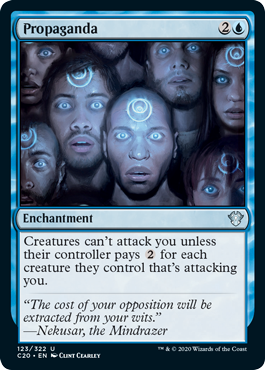 Propaganda 2
Enchantment
Creatures can't attack you unless
their controller pays 2 for each
creature they control that's attacking
you.
“The cost of your opposition will be
extracted from your wits.”
—Nekusar, the Mindrazer
123/322 U
C20 • EN Clint Cearley
™ & © 2020 Wizards of the Coast